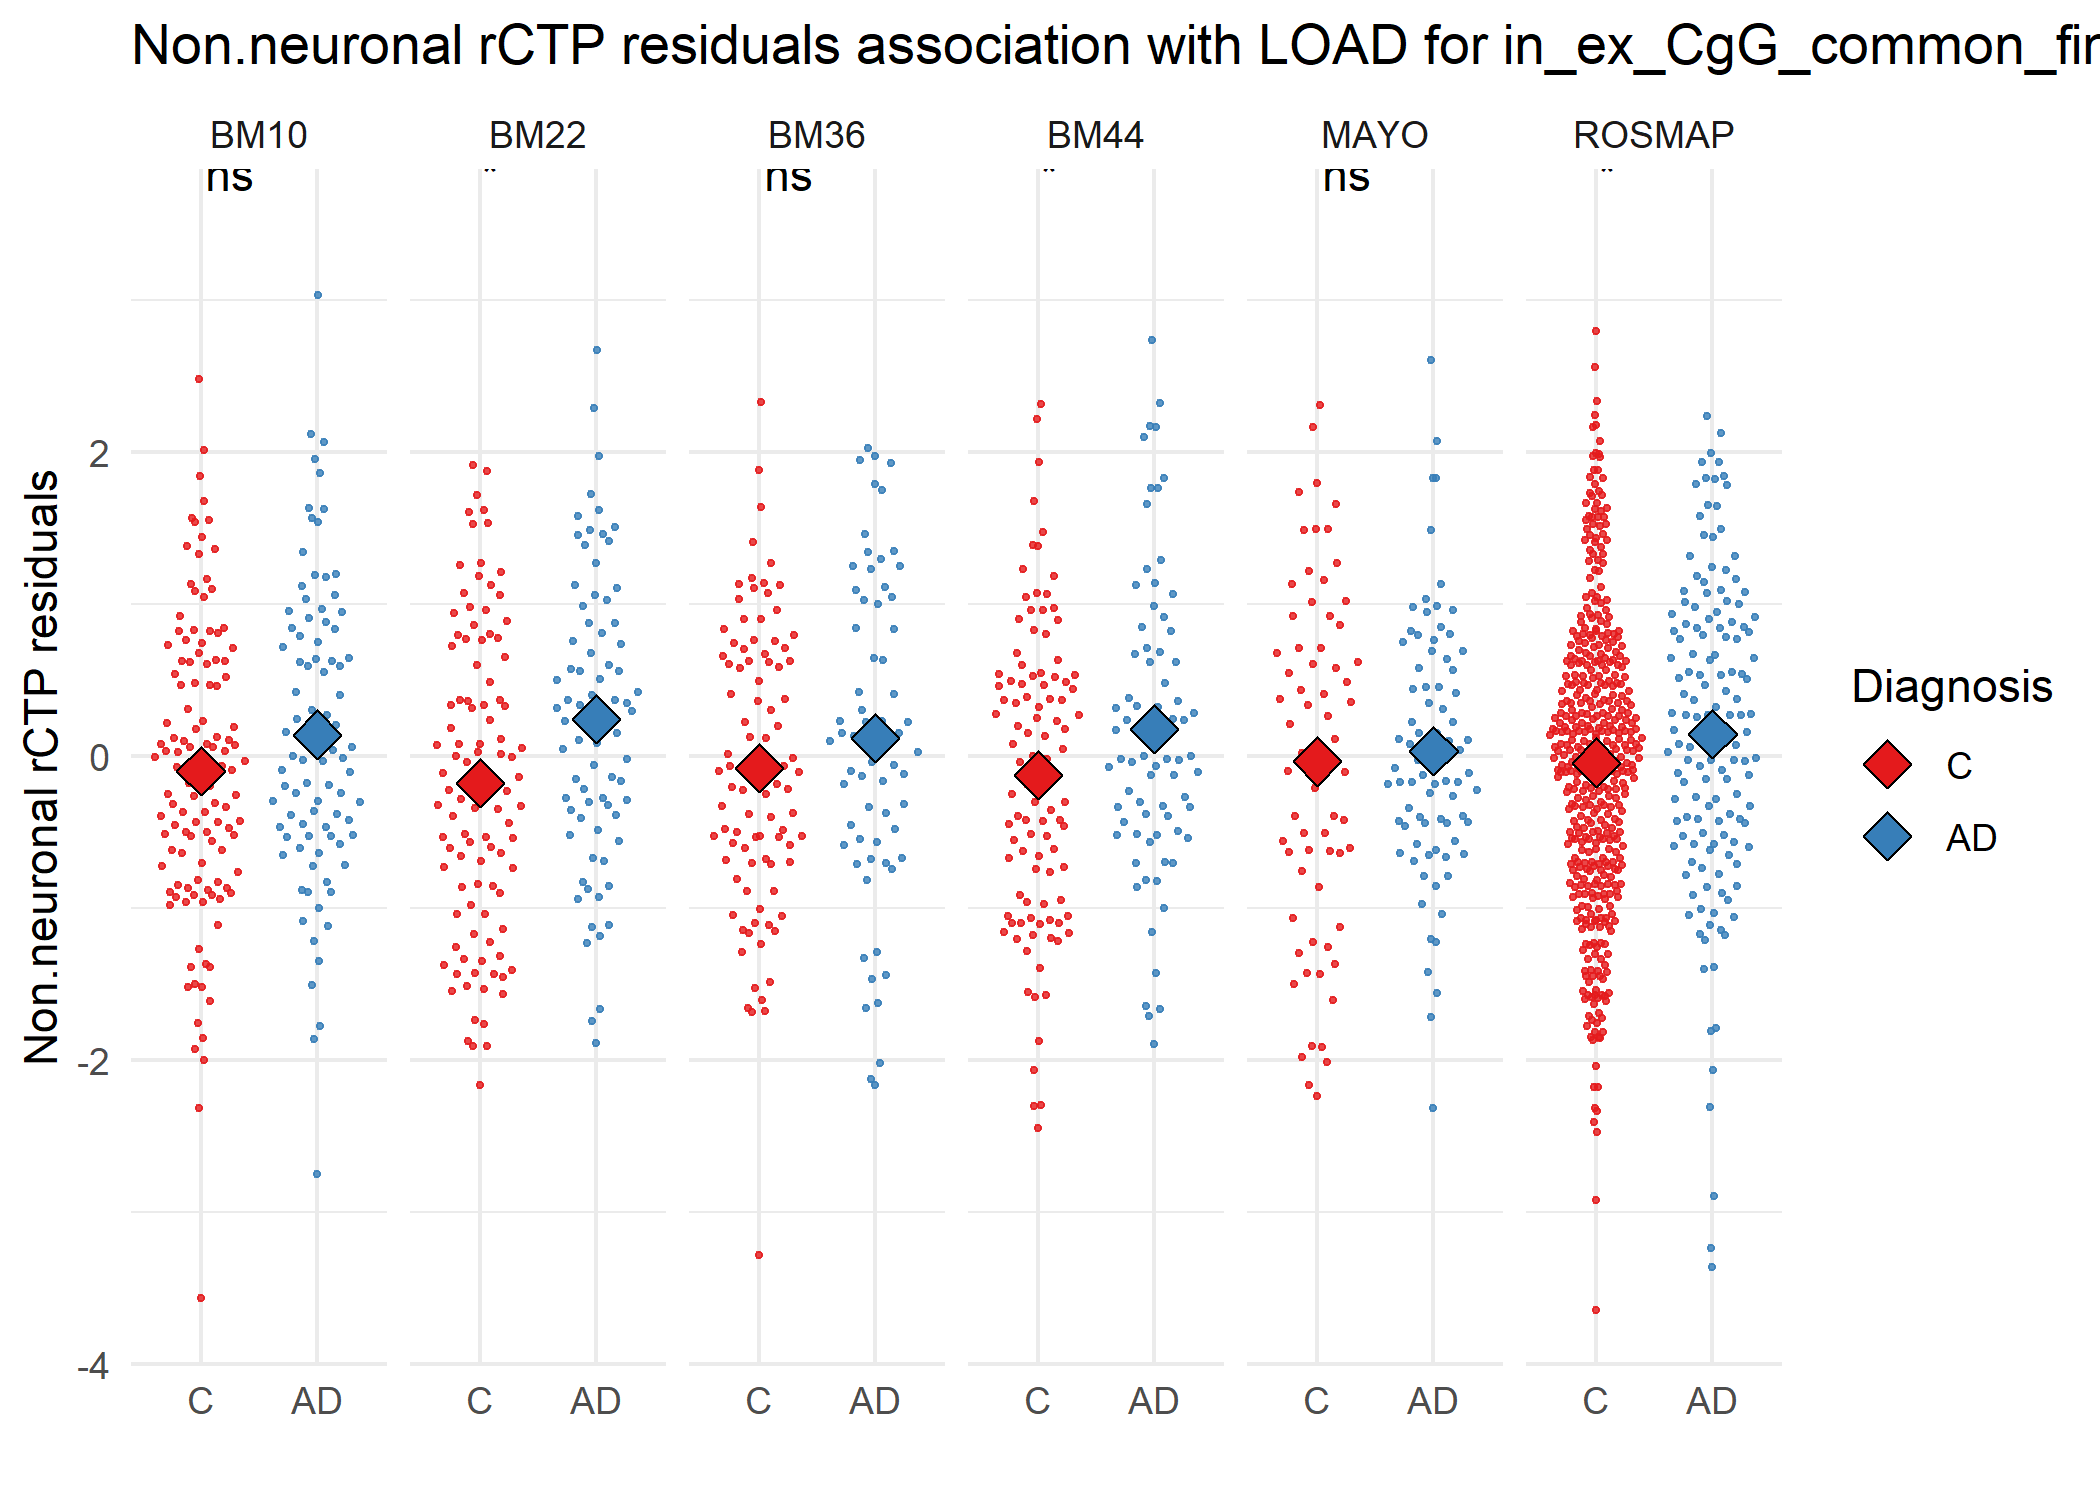 Non.neuronal rCTP residuals association with LOAD for in_ex_CgG_common_fin
BM10 BM22 BM36 BM44 MAYO ROSMAP
ns * ns * ns *
Non.neuronal rCTP residuals
2
0
-2
-4
C AD C AD C AD C AD C AD C AD
Diagnosis
C
AD